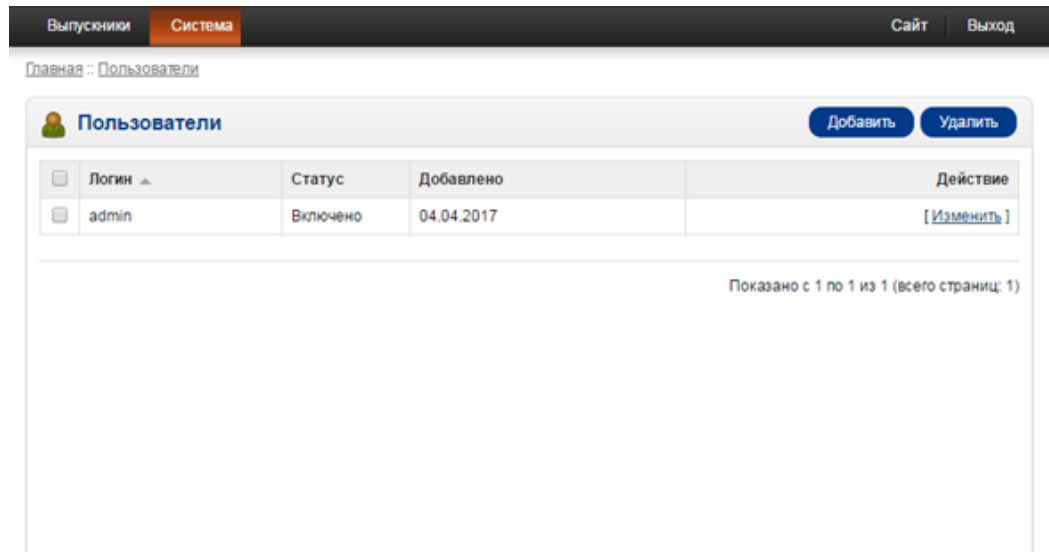 Выпускники Система Сайт Выход
Главная :: Пользователи
Пользователи Добавить Удалить
Логин Статус Добавлено Действие
admin Включено 04.04.2017 [ Изменить ]
Показано с 1 по 1 из 1 (всего страниц: 1)